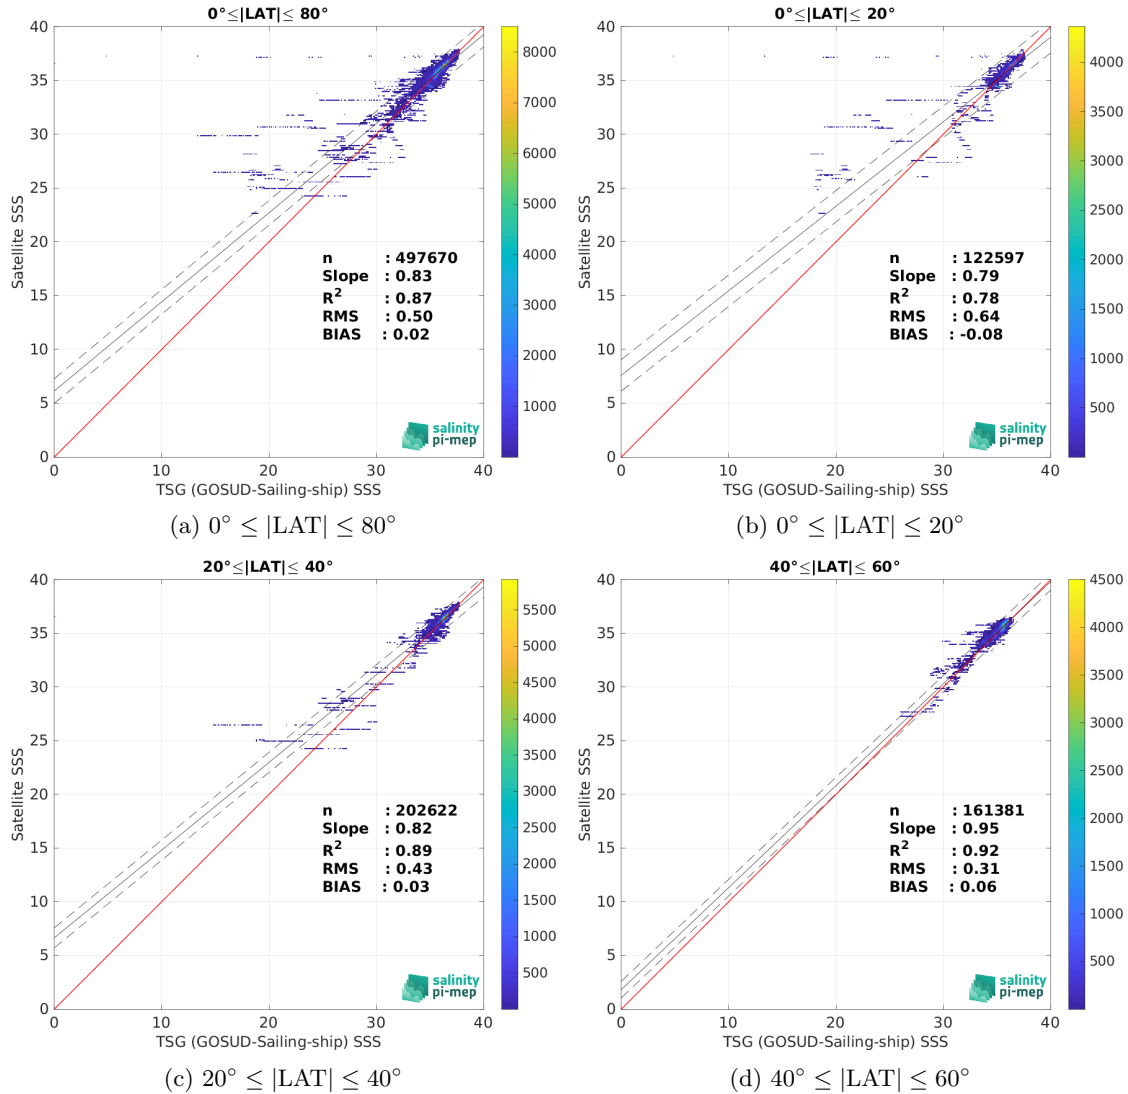 0°≤|LAT|≤ 80°
40
35
30
25
20
15
10
5
0
Satellite SSS
n : 497670
Slope : 0.83
R² : 0.87
RMS : 0.50
BIAS : 0.02
salinity
pi-mep
0 10 20 30 40
TSG (GOSUD-Sailing-ship) SSS
8000
7000
6000
5000
4000
3000
2000
1000
(a) 0° ≤ |LAT| ≤ 80°
0°≤|LAT|≤ 20°
40
35
30
25
20
15
10
5
0
Satellite SSS
n : 122597
Slope : 0.79
R² : 0.78
RMS : 0.64
BIAS : -0.08
salinity
pi-mep
0 10 20 30 40
TSG (GOSUD-Sailing-ship) SSS
4000
3500
3000
2500
2000
1500
1000
500
(b) 0° ≤ |LAT| ≤ 20°
20°≤|LAT|≤ 40°
40
35
30
25
20
15
10
5
0
Satellite SSS
n : 202622
Slope : 0.82
R² : 0.89
RMS : 0.43
BIAS : 0.03
salinity
pi-mep
0 10 20 30 40
TSG (GOSUD-Sailing-ship) SSS
5500
5000
4500
4000
3500
3000
2500
2000
1500
1000
500
(c) 20° ≤ |LAT| ≤ 40°
40°≤|LAT|≤ 60°
40
35
30
25
20
15
10
5
0
Satellite SSS
n : 161381
Slope : 0.95
R² : 0.92
RMS : 0.31
BIAS : 0.06
salinity
pi-mep
0 10 20 30 40
TSG (GOSUD-Sailing-ship) SSS
4500
4000
3500
3000
2500
2000
1500
1000
500
(d) 40° ≤ |LAT| ≤ 60°